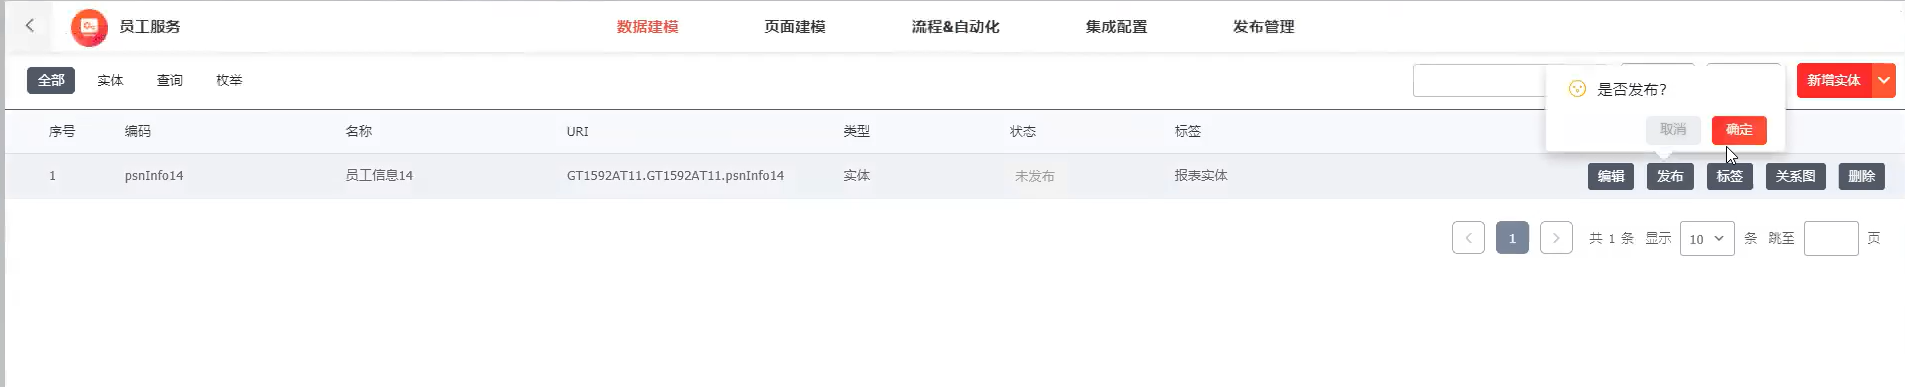 员工服务 数据建模 页面建模 流程&自动化 集成配置 发布管理
全部 实体 查询 枚举 新增实体
是否发布?
取消 确定
序号 编码 名称 URI 类型 状态 标签
1 psnInfo14 员工信息14 GT1592AT11.GT1592AT11.psnInfo14 实体 未发布 报表实体 编辑 发布 标签 关系图 删除
1 共 1 条 显示 10 条 跳至 页